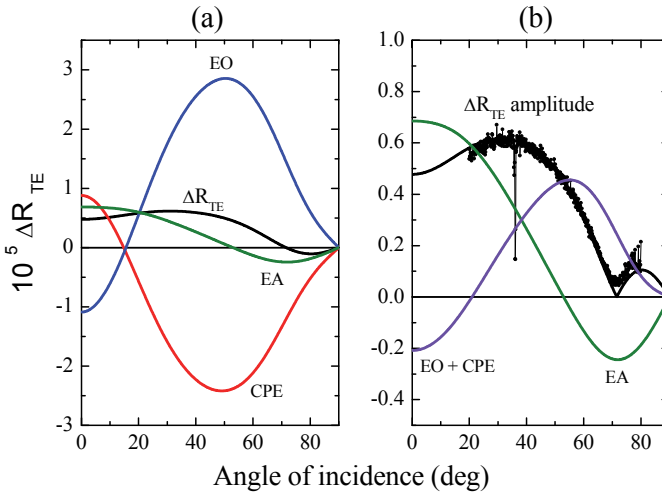 (a)
(b)
EO
ΔR_TE
EA
CPE
3
2
1
0
-1
-2
-3
0 20 40 60 80
10^5 ΔR_TE
ΔR_TE amplitude
EO + CPE
EA
1.0
0.8
0.6
0.4
0.2
0.0
-0.2
-0.4
0 20 40 60 80
Angle of incidence (deg)